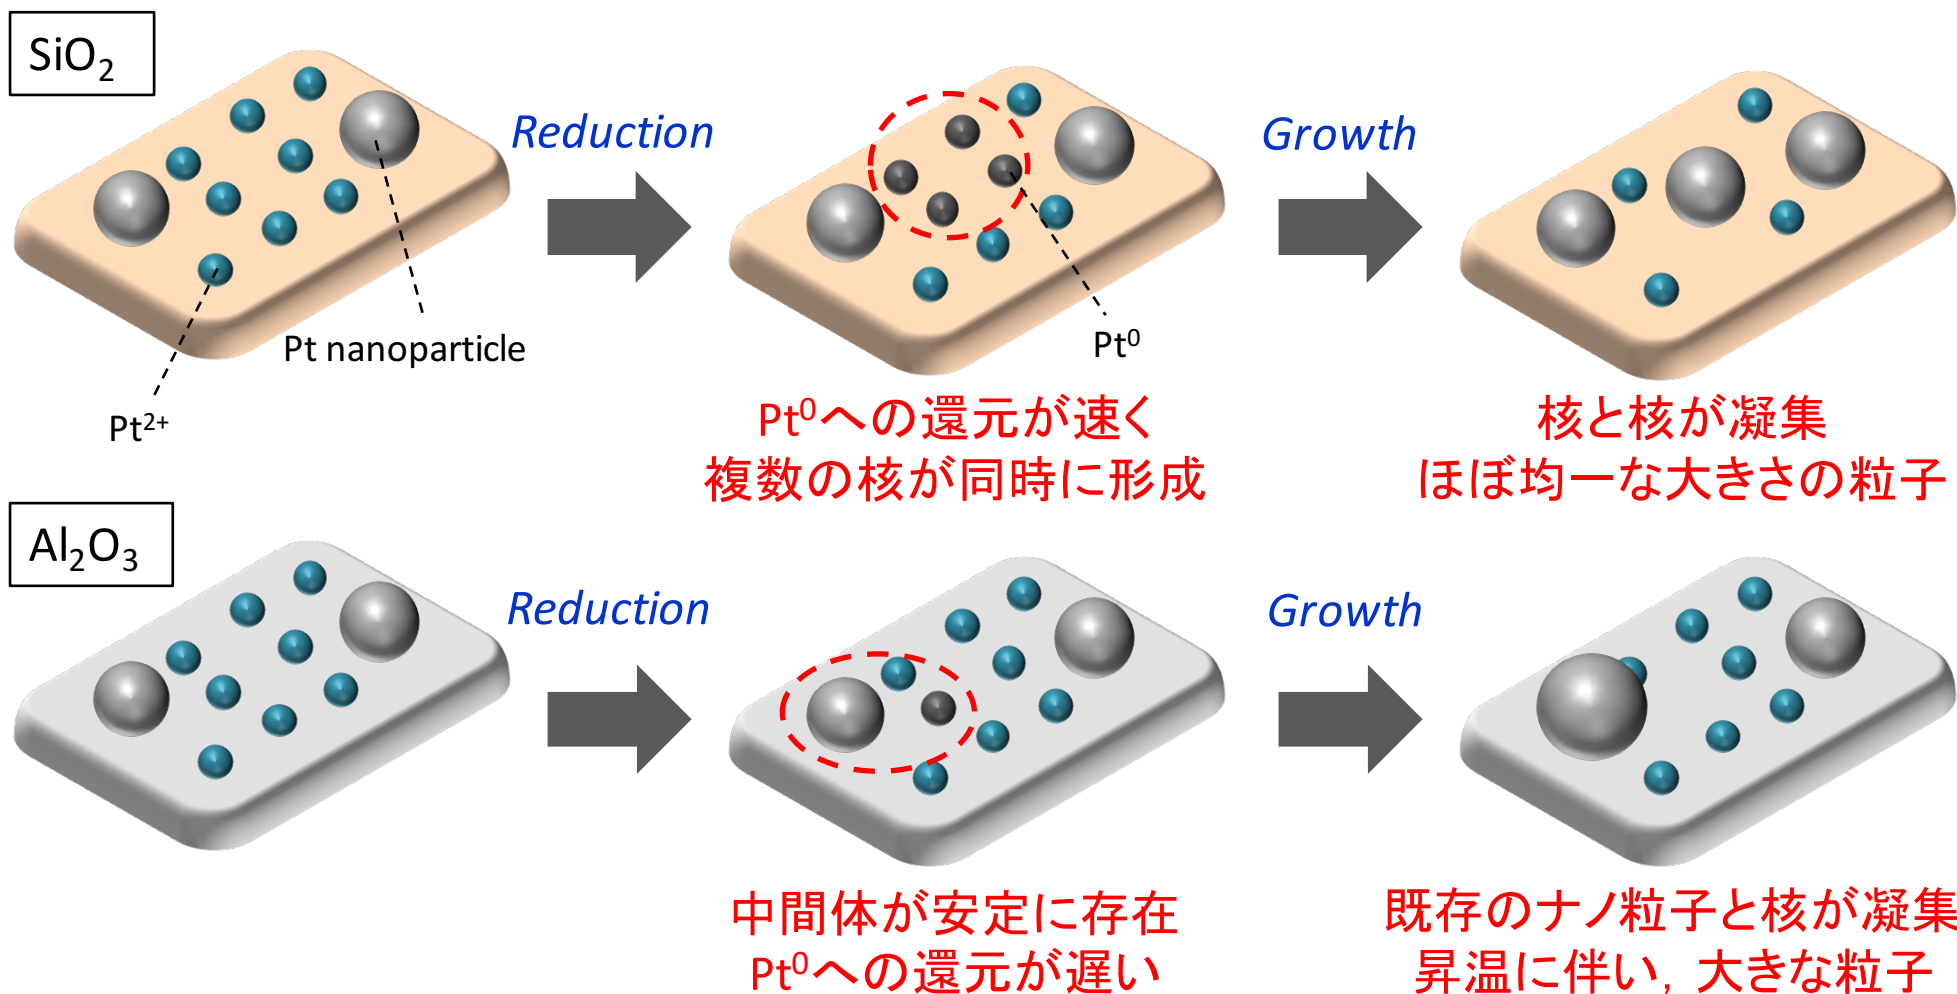 SiO₂
Reduction
Growth
Pt nanoparticle
Pt²⁺
Pt⁰
Pt⁰への還元が速く
複数の核が同時に形成
核と核が凝集
ほぼ均一な大きさの粒子
Al₂O₃
Reduction
Growth
中間体が安定に存在
Pt⁰への還元が遅い
既存のナノ粒子と核が凝集
昇温に伴い，大きな粒子